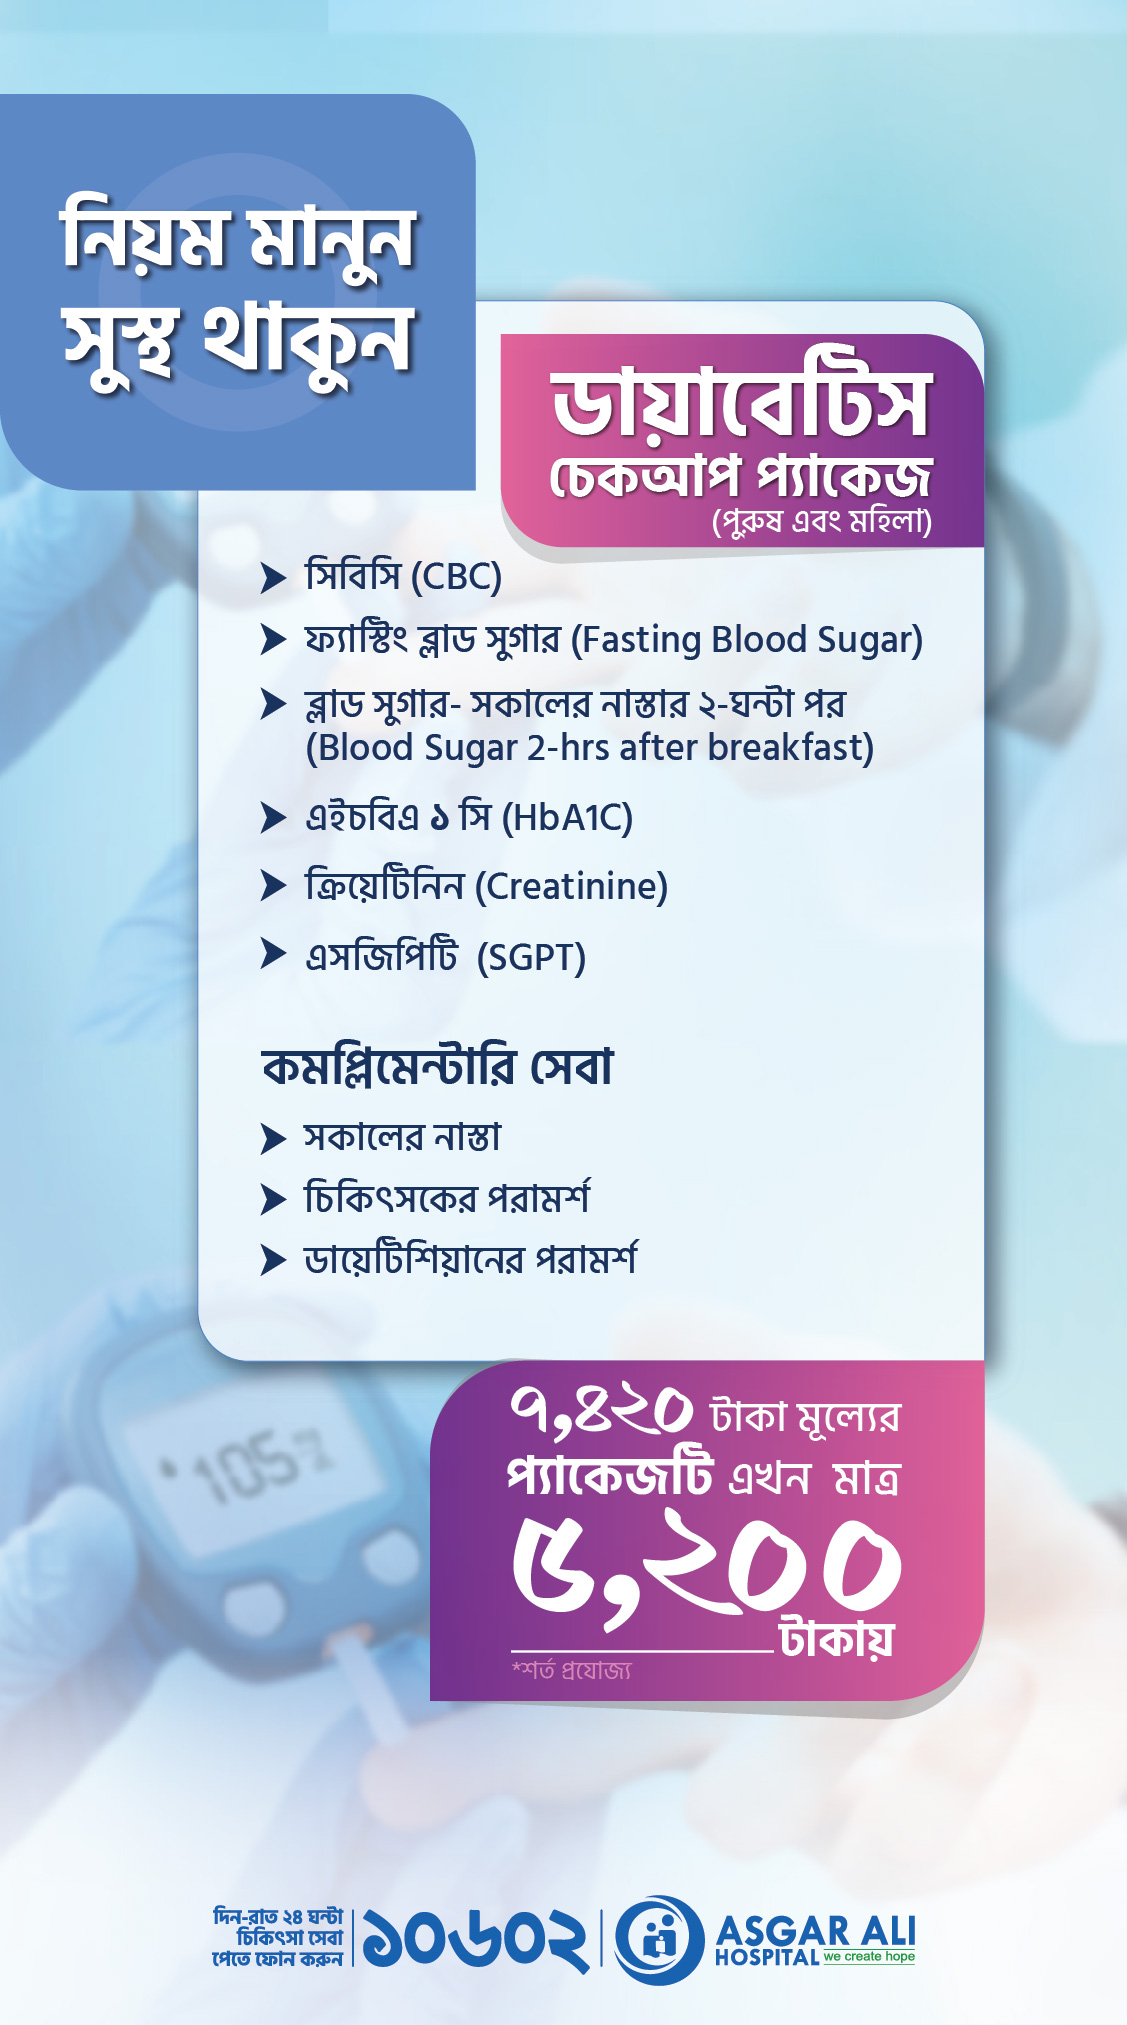 নিয়ম মানুন
সুস্থ থাকুন
ডায়াবেটিস
চেকআপ প্যাকেজ
(পুরুষ এবং মহিলা)
সিবিসি (CBC)
ফ্যাস্টিং ব্লাড সুগার (Fasting Blood Sugar)
ব্লাড সুগার- সকালের নাস্তার ২-ঘন্টা পর
(Blood Sugar 2-hrs after breakfast)
এইচবিএ ১ সি (HbA1C)
ক্রিয়েটিনিন (Creatinine)
এসজিপিটি (SGPT)
কমপ্লিমেন্টারি সেবা
সকালের নাস্তা
চিকিৎসকের পরামর্শ
ডায়েটিশিয়ানের পরামর্শ
105
৭,৪২০ টাকা মূল্যের
প্যাকেজটি এখন মাত্র
৫,২০০
টাকায়
*শর্ত প্রযোজ্য
দিন-রাত ২৪ ঘন্টা
চিকিৎসা সেবা
পেতে ফোন করুন
১০৬০২
ASGAR ALI
HOSPITAL we create hope